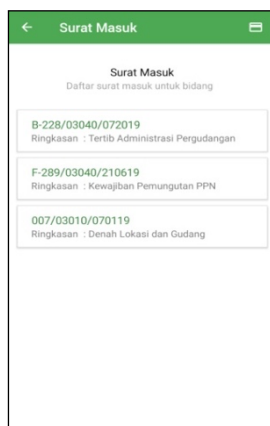 Surat Masuk
Surat Masuk
Daftar surat masuk untuk bidang
B-228/03040/072019
Ringkasan : Tertib Administrasi Pergudangan
F-289/03040/210619
Ringkasan : Kewajiban Pemungutan PPN
007/03010/070119
Ringkasan : Denah Lokasi dan Gudang